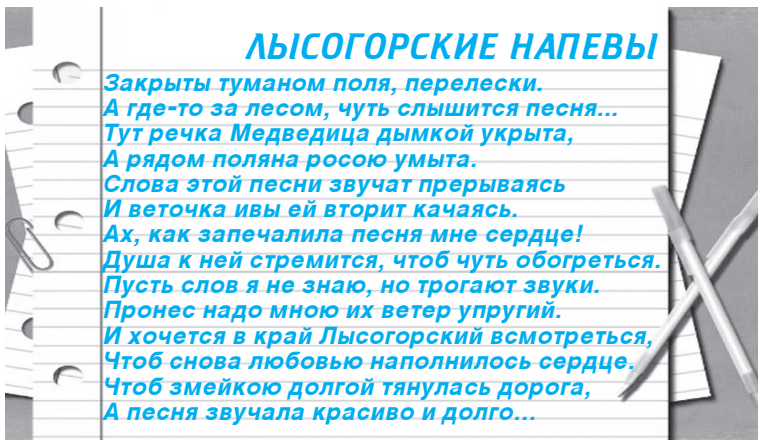 ЛЫСОГОРСКИЕ НАПЕВЫ
Закрыты туманом поля, перелески.
А где-то за лесом, чуть слышится песня...
Тут речка Медведица дымкой укрыта,
А рядом поляна росою умыта.
Слова этой песни звучат прерываясь
И веточка ивы ей вторит качаясь.
Ах, как запечалила песня мне сердце!
Душа к ней стремится, чтоб чуть обогреться.
Пусть слов я не знаю, но трогают звуки.
Пронес надо мною их ветер упругий.
И хочется в край Лысогорский всмотреться,
Чтоб снова любовью наполнилось сердце.
Чтоб змейкою долгой тянулась дорога,
А песня звучала красиво и долго...